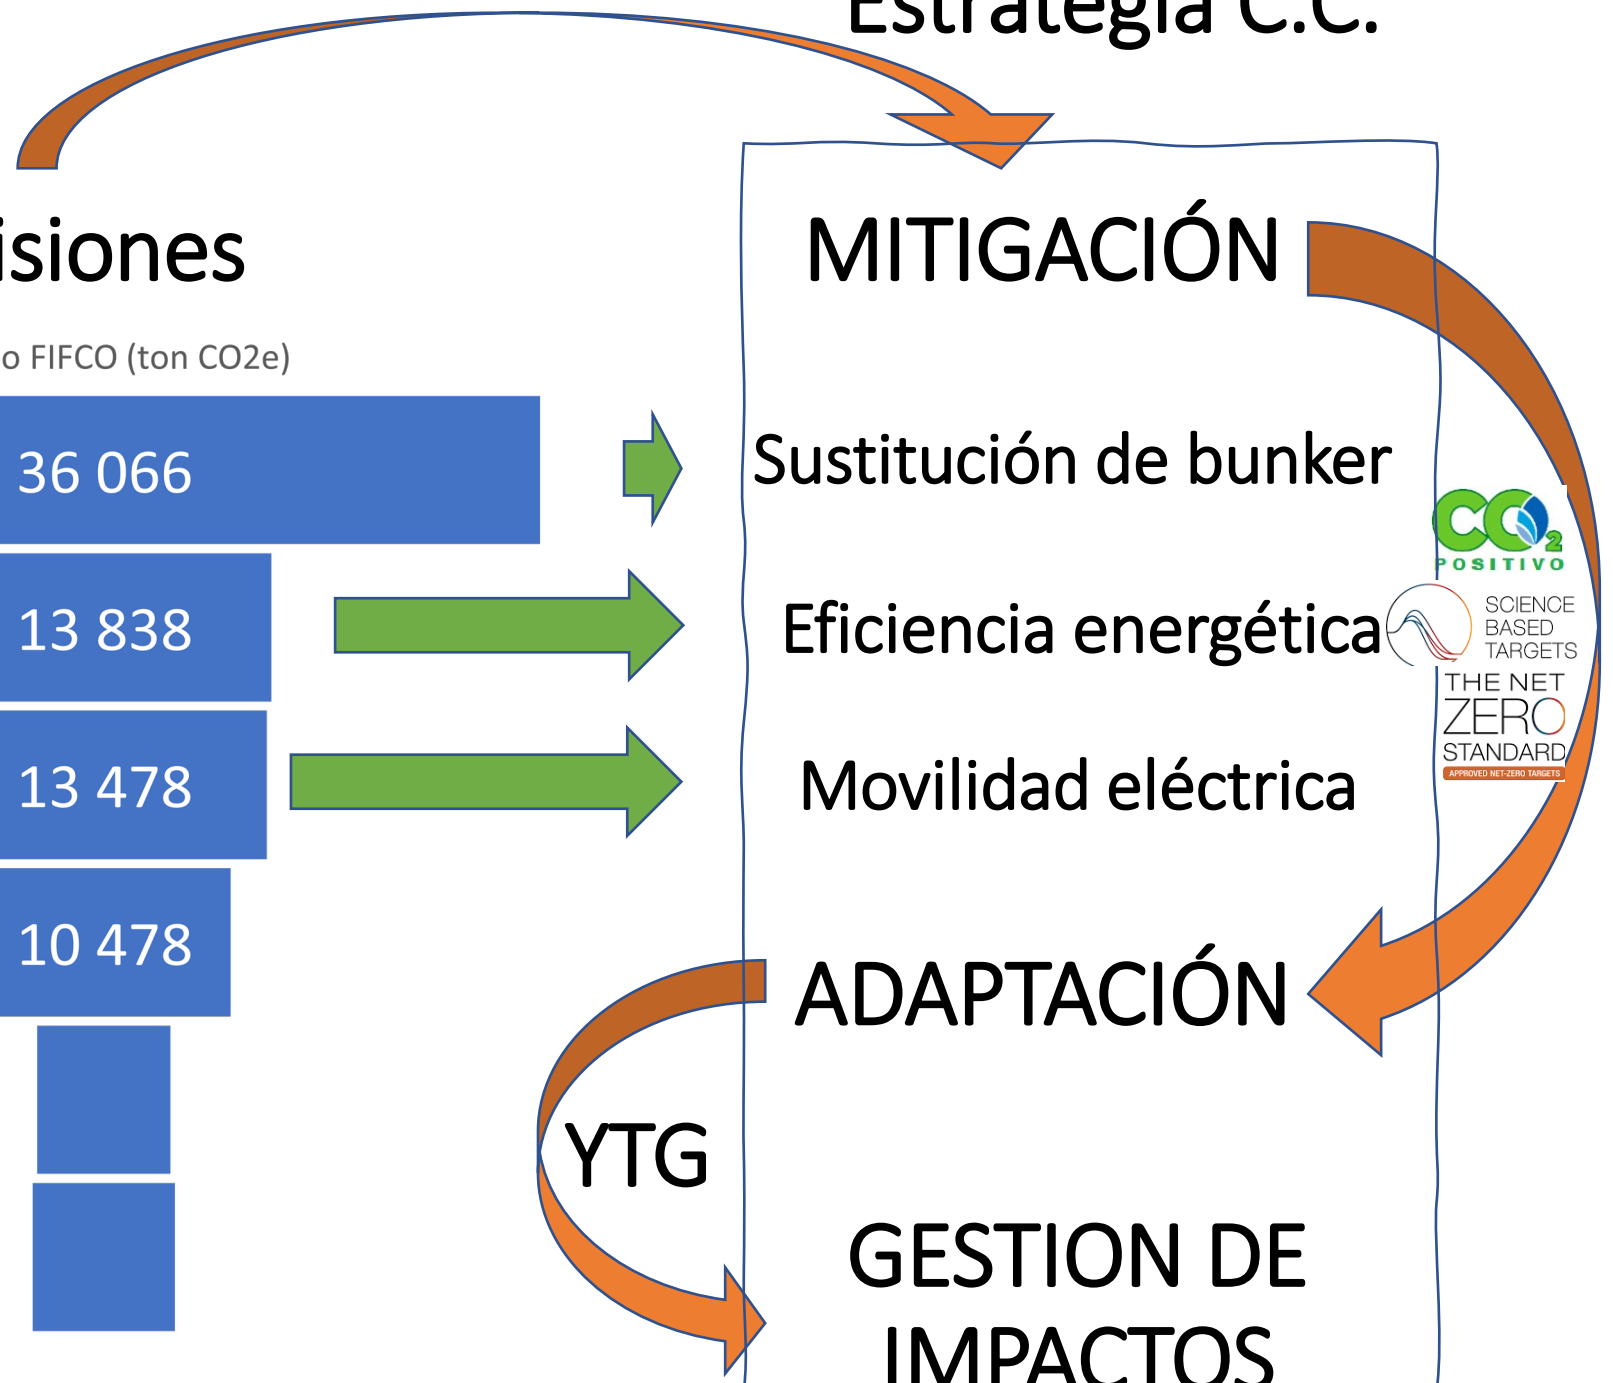 Estrategia C.C.
isiones
o FIFCO (ton CO2e)
36 066
13 838
13 478
10 478
MITIGACIÓN
Sustitución de bunker
Eficiencia energética
Movilidad eléctrica
CO2
POSITIVO
SCIENCE
BASED
TARGETS
THE NET
ZERO
STANDARD
APPROVED NET-ZERO TARGETS
ADAPTACIÓN
YTG
GESTION DE
IMPACTOS